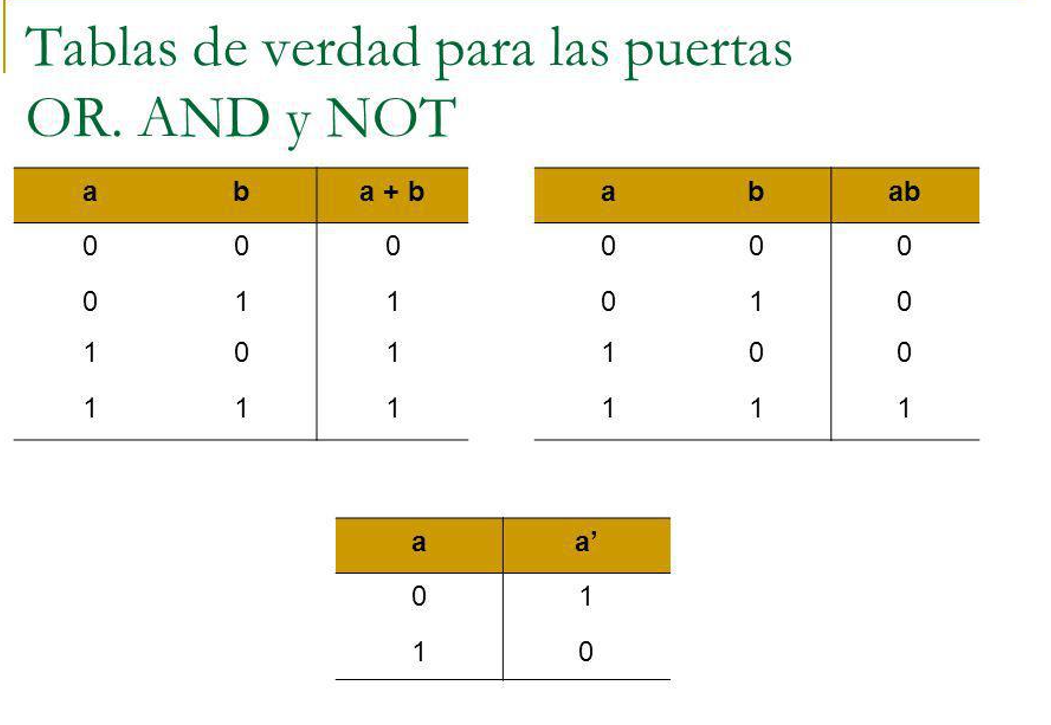 Tablas de verdad para las puertas
OR. AND y NOT
a b a + b
0 0 0
0 1 1
1 0 1
1 1 1
a b ab
0 0 0
0 1 0
1 0 0
1 1 1
a a’
0 1
1 0